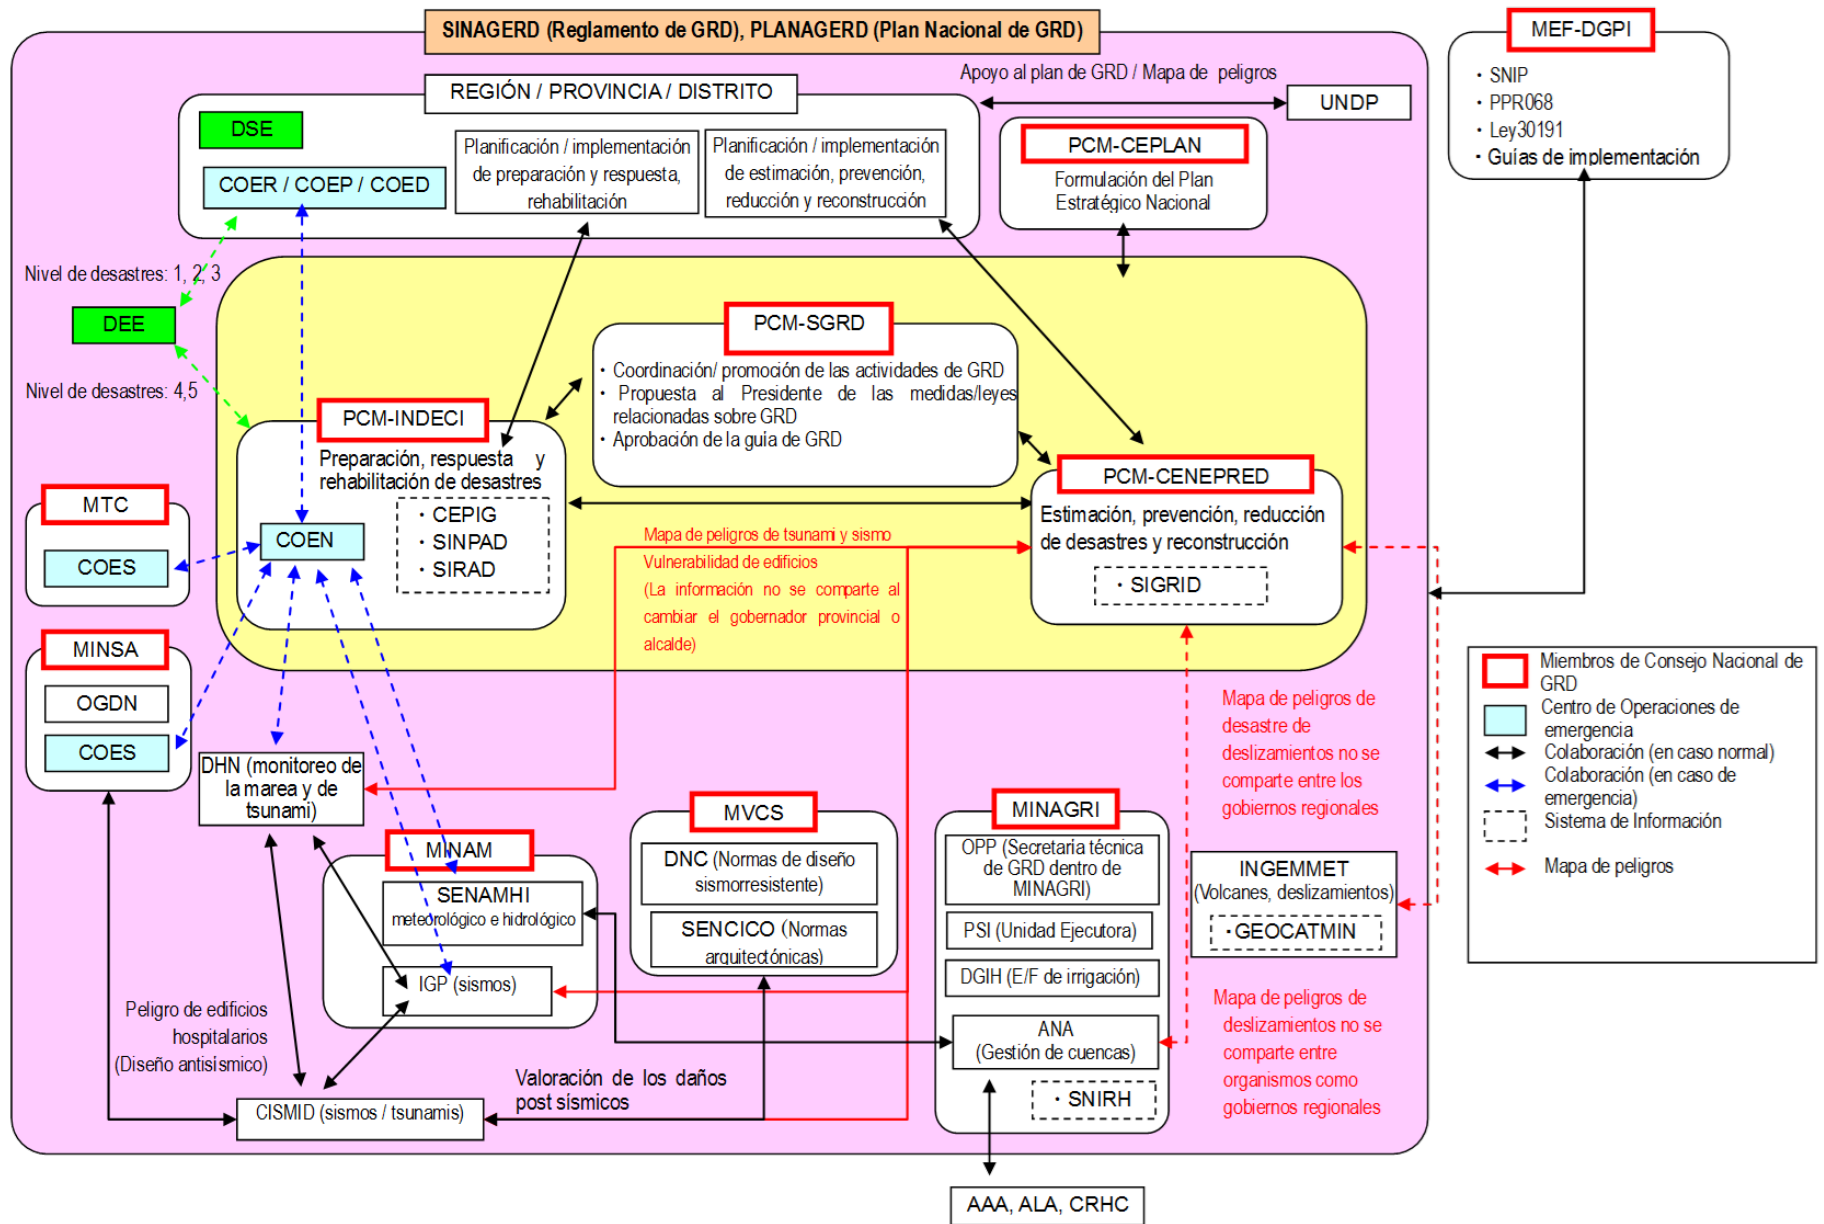 SINAGERD (Reglamento de GRD), PLANAGERD (Plan Nacional de GRD)
MEF-DGPI
・SNIP
・PPR068
・Ley30191
・Guías de implementación
Apoyo al plan de GRD / Mapa de peligros
UNDP
REGIÓN / PROVINCIA / DISTRITO
DSE
COER / COEP / COED
Planificación / implementación
de preparación y respuesta,
rehabilitación
Planificación / implementación
de estimación, prevención,
reducción y reconstrucción
PCM-CEPLAN
Formulación del Plan
Estratégico Nacional
Nivel de desastres: 1, 2, 3
DEE
Nivel de desastres: 4,5
PCM-SGRD
・Coordinación/ promoción de las actividades de GRD
・Propuesta al Presidente de las medidas/leyes
relacionadas sobre GRD
・Aprobación de la guía de GRD
PCM-INDECI
Preparación, respuesta y
rehabilitación de desastres
・CEPIG
・SINPAD
・SIRAD
COEN
PCM-CENEPRED
Estimación, prevención, reducción
de desastres y reconstrucción
・SIGRID
Mapa de peligros de tsunami y sismo
Vulnerabilidad de edificios
(La información no se comparte al
cambiar el gobernador provincial o
alcalde)
MTC
COES
MINSA
OGDN
COES
DHN (monitoreo de
la marea y de
tsunami)
MINAM
SENAMHI
meteorológico e hidrológico
IGP (sismos)
MVCS
DNC (Normas de diseño
sismorresistente)
SENCICO (Normas
arquitectónicas)
MINAGRI
OPP (Secretaría técnica
de GRD dentro de
MINAGRI)
PSI (Unidad Ejecutora)
DGIH (E/F de irrigación)
ANA
(Gestión de cuencas)
・SNIRH
Mapa de peligros de
desastre de
deslizamientos no se
comparte entre los
gobiernos regionales
INGEMMET
(Volcanes, deslizamientos)
・GEOCATMIN
Mapa de peligros de
deslizamientos no se
comparte entre
organismos como
gobiernos regionales
Peligro de edificios
hospitalarios
(Diseño antisísmico)
CISMID (sismos / tsunamis)
Valoración de los daños
post sísmicos
AAA, ALA, CRHC
Miembros de Consejo Nacional de
GRD
Centro de Operaciones de
emergencia
Colaboración (en caso normal)
Colaboración (en caso de
emergencia)
Sistema de Información
Mapa de peligros